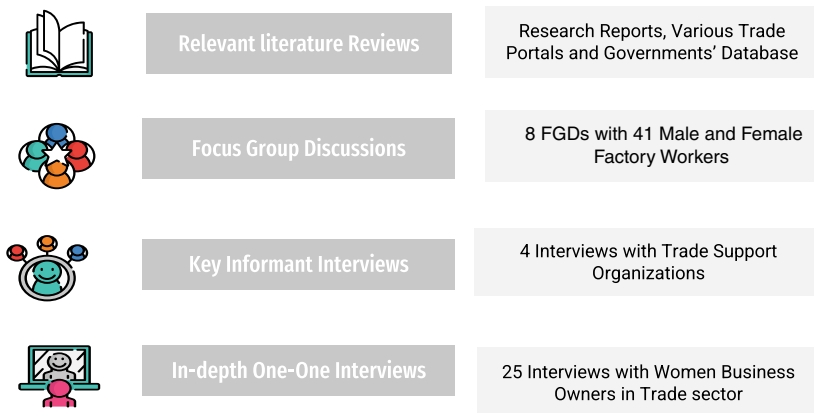 Relevant literature Reviews
Research Reports, Various Trade
Portals and Governments’ Database
Focus Group Discussions
8 FGDs with 41 Male and Female
Factory Workers
Key Informant Interviews
4 Interviews with Trade Support
Organizations
In-depth One-One Interviews
25 Interviews with Women Business
Owners in Trade sector